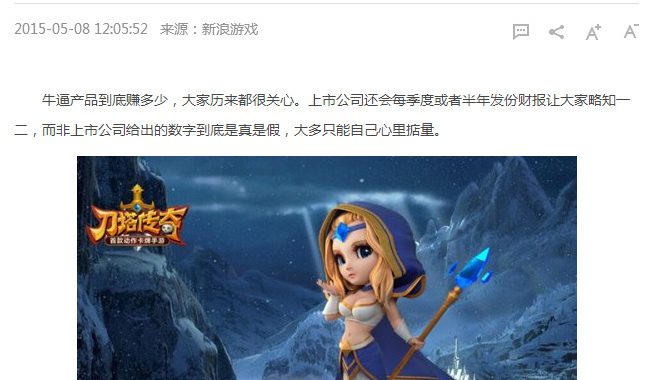 2015-05-08 12:05:52 来源：新浪游戏
A+
A-
牛逼产品到底赚多少，大家历来都很关心。上市公司还会每季度或者半年发份财报让大家略知一
二，而非上市公司给出的数字到底是真是假，大多只能自己心里掂量。
刀塔传奇
首款动作卡牌手游